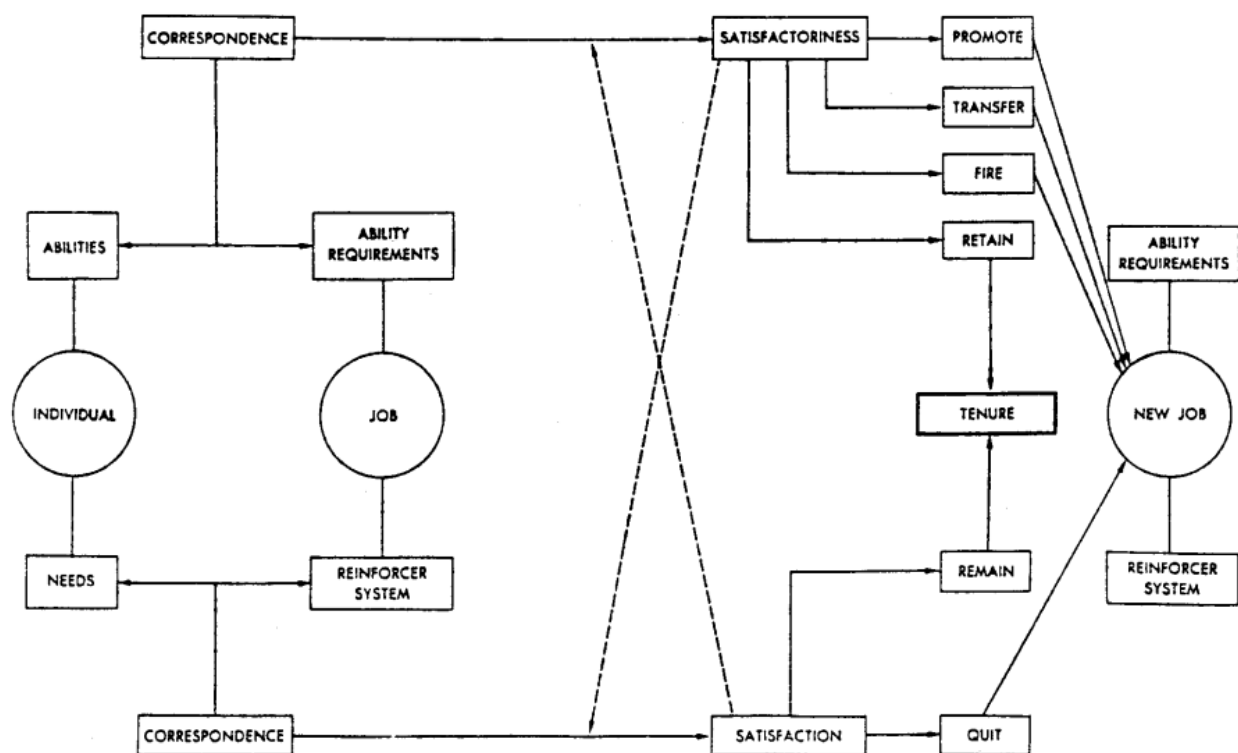 CORRESPONDENCE
SATISFACTORINESS
PROMOTE
TRANSFER
FIRE
RETAIN
ABILITIES
ABILITY
REQUIREMENTS
ABILITY
REQUIREMENTS
INDIVIDUAL
JOB
TENURE
NEW JOB
NEEDS
REINFORCER
SYSTEM
REMAIN
REINFORCER
SYSTEM
CORRESPONDENCE
SATISFACTION
QUIT